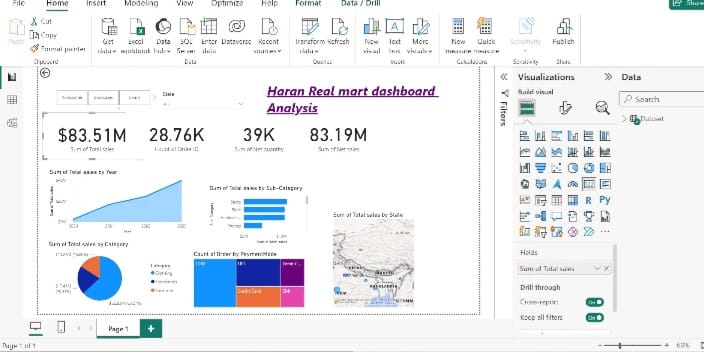 File Home Insert Modeling View Optimize Help Format Data / Drill
Share
Paste
Cut
Copy
Format painter
Get data
Excel workbook
Data hub
SQL Server
Enter data
Dataverse
Recent sources
Transform data
Refresh
New visual
Text box
More visuals
New measure
Quick measure
Sensitivity
Publish
Clipboard
Data
Queries
Insert
Calculations
Sensitivity
Share
State
Haran Real mart dashboard
Analysis
$83.51M
Sum of Total sales
28.76K
Count of Order ID
39K
Sum of Net quantity
83.19M
Sum of Net sales
Sum of Total sales by Year
Year
Sum of Total sales by Sub-Category
Sum of Total sales by State
Sum of Total sales by Category
Category
Clothing
Count of Order by PaymentMode
COD
EMI
Credit Card
Filters
Visualizations
Build visual
Fields
Sum of Total sales
Drill through
Cross-report
On
Keep all filters
On
Data
Search
Dataset
Page 1
Page 1 of 1
60%